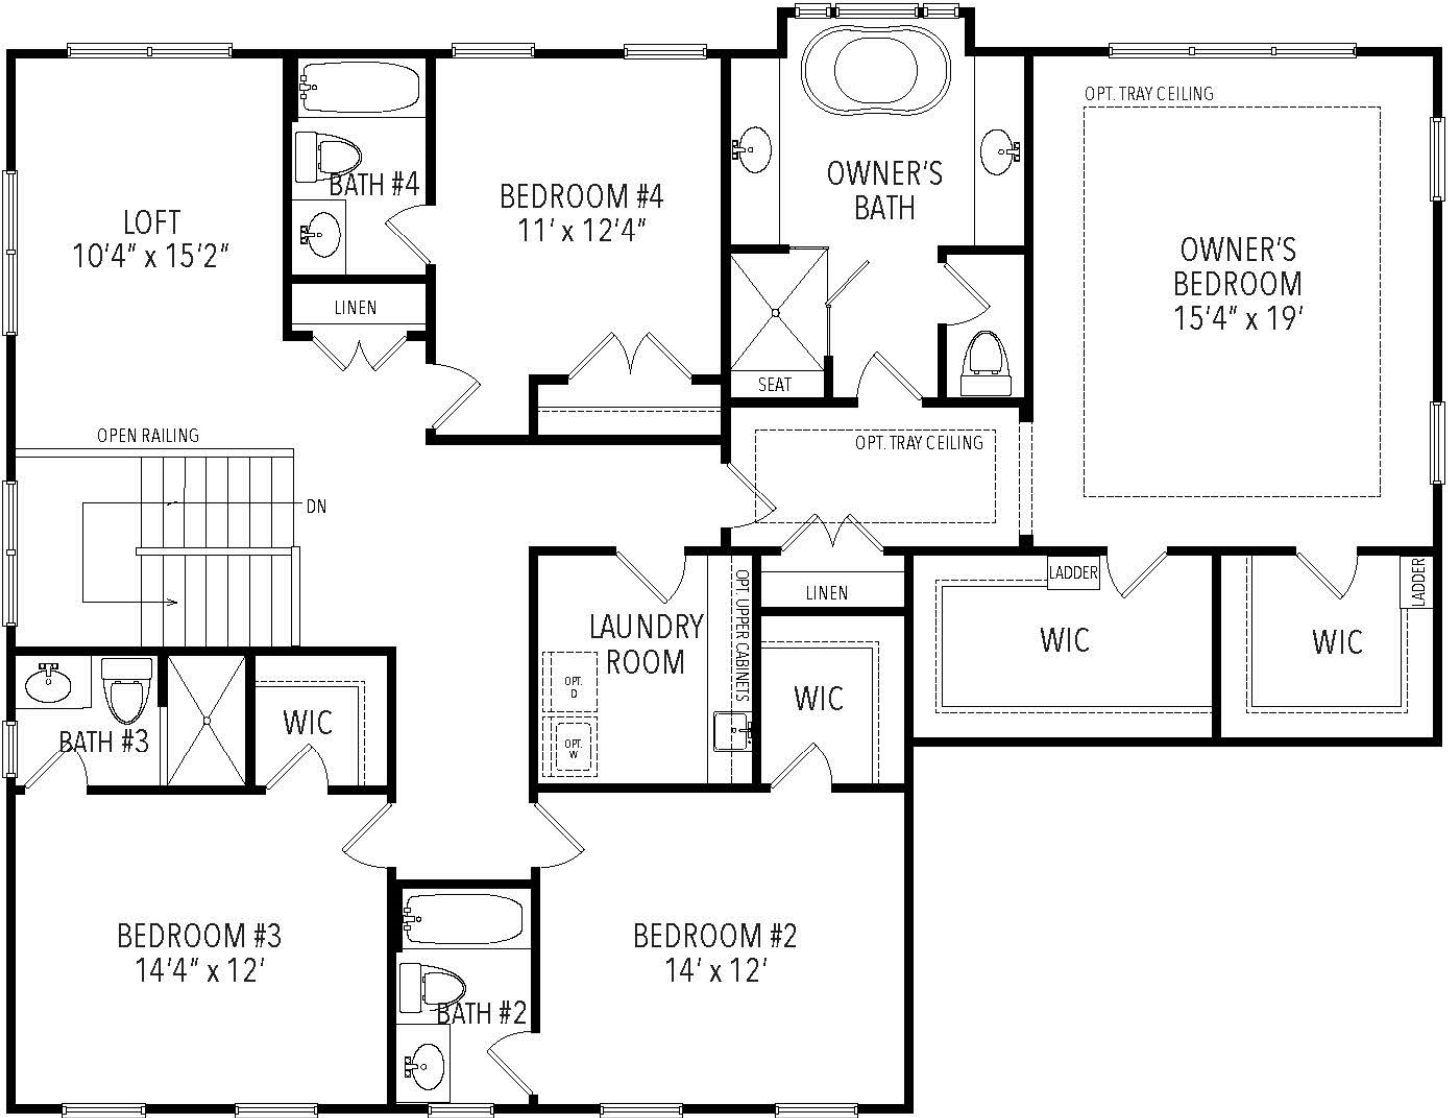 OPT. TRAY CEILING
OWNER'S
BATH
BATH #4
BEDROOM #4
11' x 12'4"
LOFT
10'4" x 15'2"
OWNER'S
BEDROOM
15'4" x 19'
LINEN
SEAT
OPEN RAILING
OPT. TRAY CEILING
DN
LADDER
LADDER
LINEN
OPT. UPPER CABINETS
LAUNDRY
ROOM
WIC
WIC
OPT.
D
WIC
WIC
BATH #3
OPT.
W
BEDROOM #3
14'4" x 12'
BEDROOM #2
14' x 12'
BATH #2